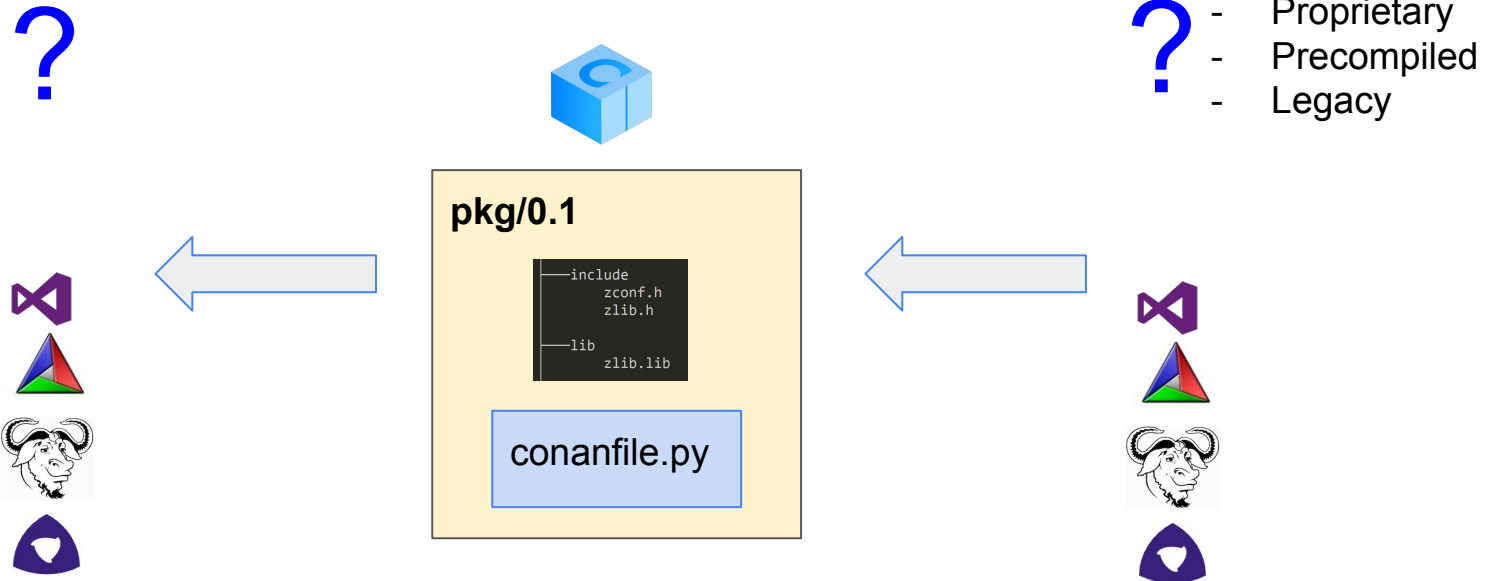 ?
?
- Proprietary
- Precompiled
- Legacy
pkg/0.1
├──include
zconf.h
zlib.h
├──lib
zlib.lib
conanfile.py